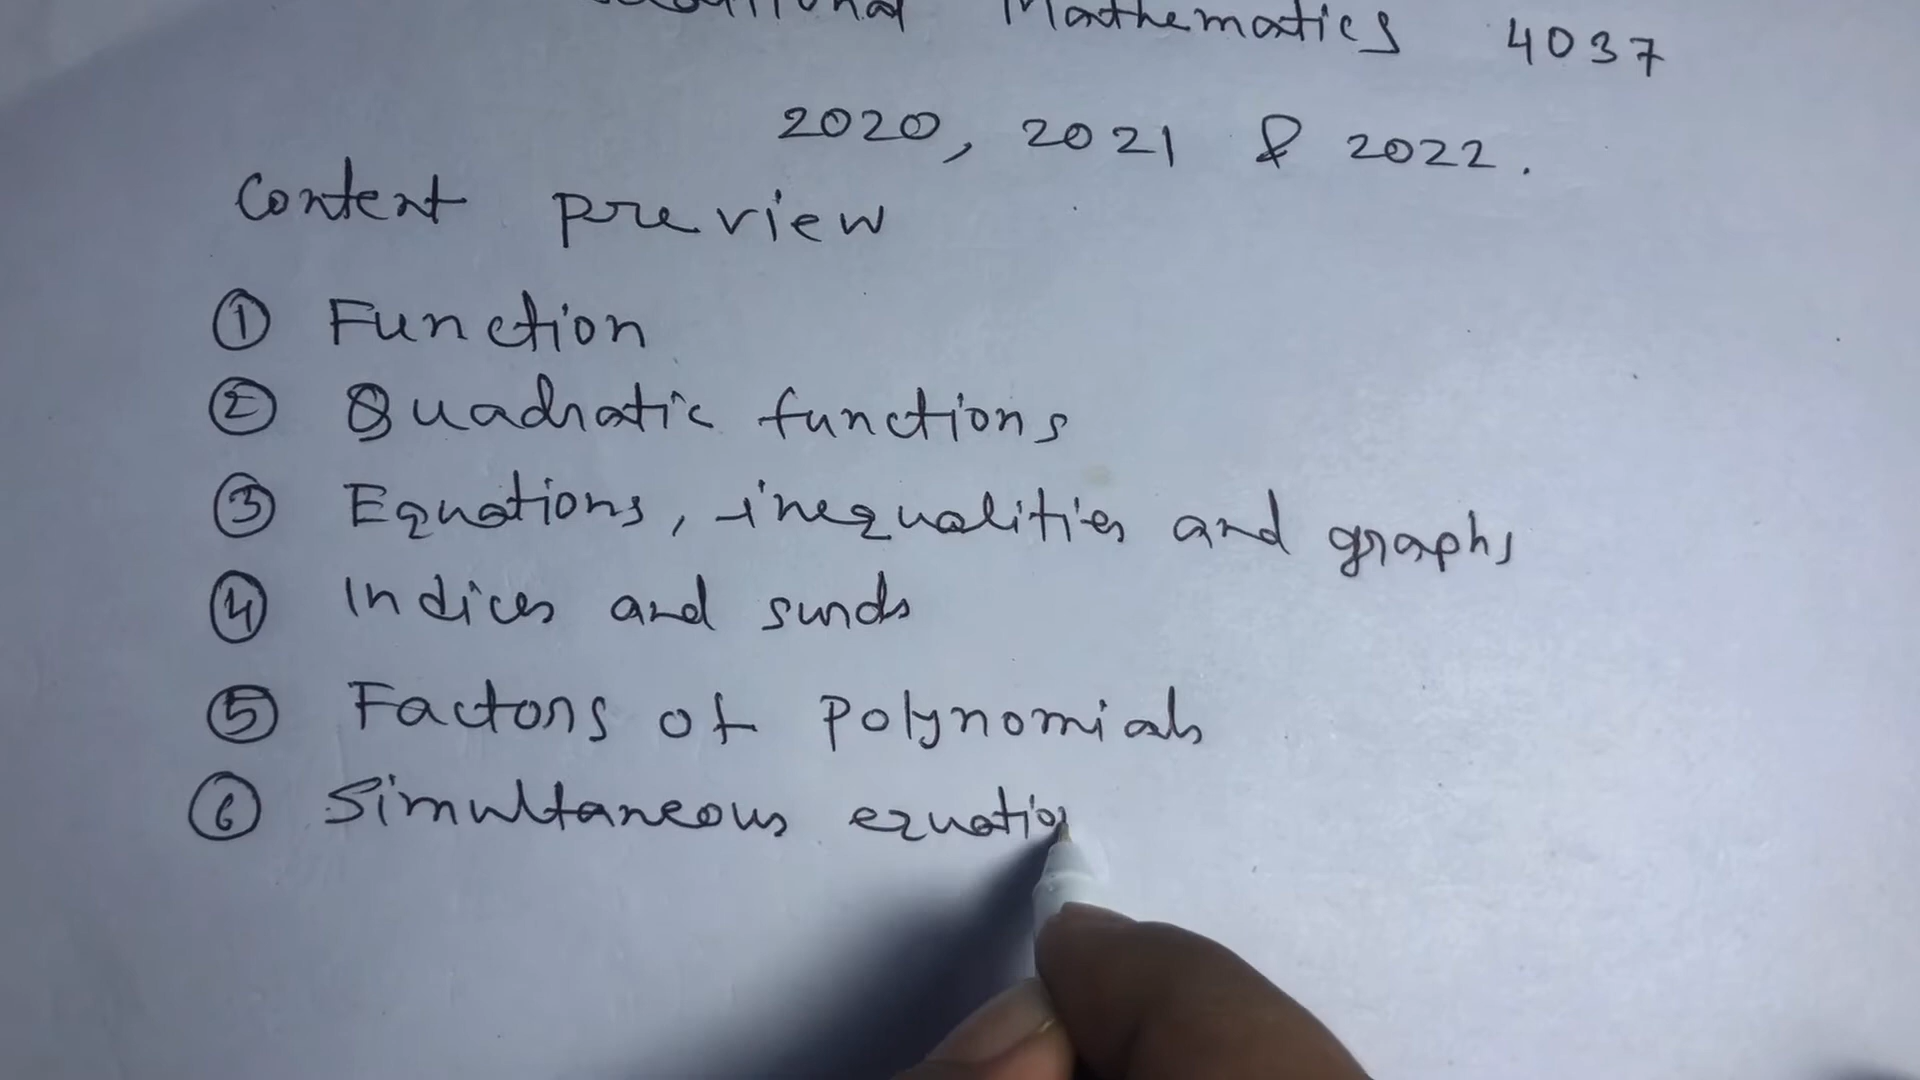 Mathematics 4037
2020, 2021 & 2022.
Content preview
① Function
② Quadratic functions
③ Equations, inequalities and graphs
④ Indices and surds
⑤ Factors of polynomials
⑥ Simultaneous equation